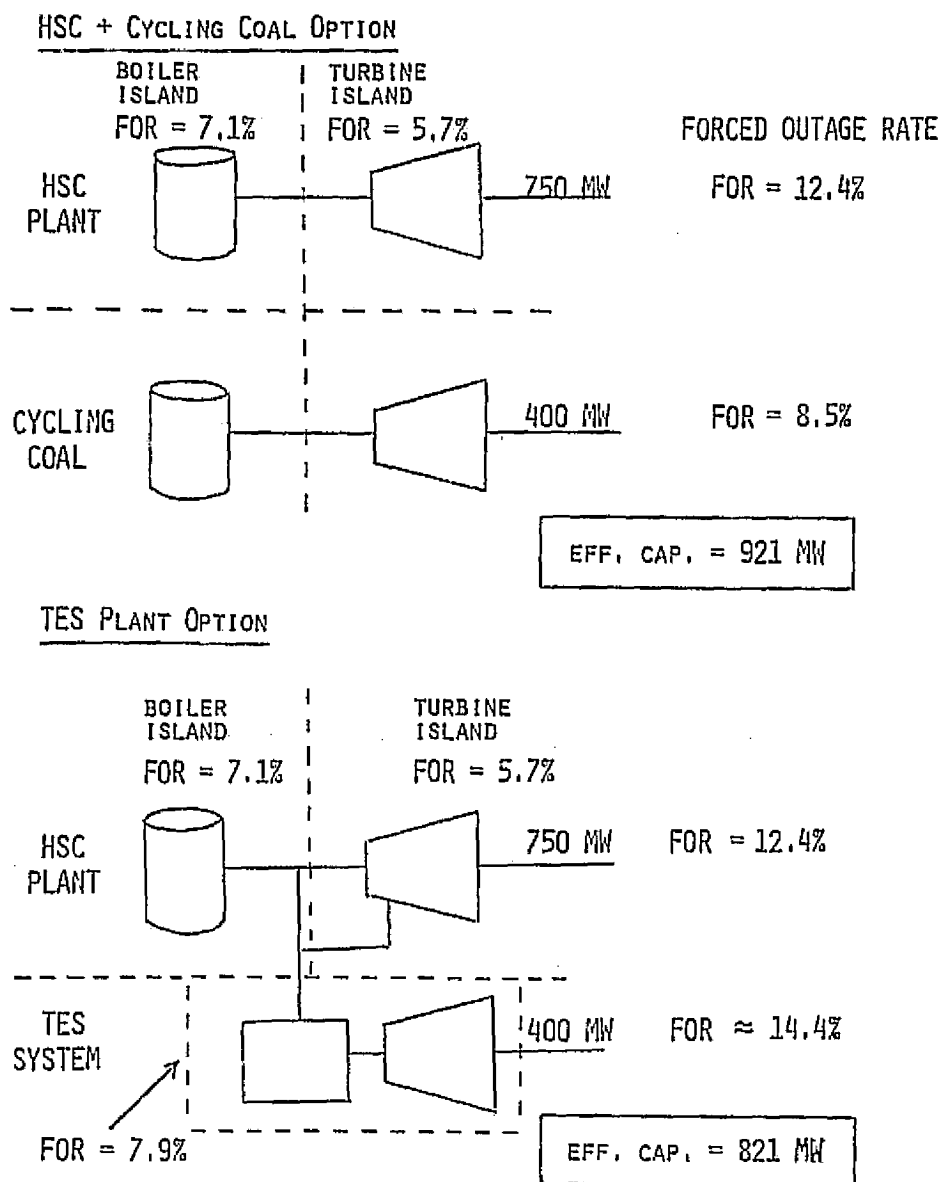 HSC + CYCLING COAL OPTION
BOILER ISLAND
TURBINE ISLAND
FOR = 7.1%
FOR = 5.7%
FORCED OUTAGE RATE
HSC PLANT
750 MW
FOR = 12.4%
CYCLING COAL
400 MW
FOR = 8.5%
EFF. CAP. = 921 MW
TES PLANT OPTION
BOILER ISLAND
TURBINE ISLAND
FOR = 7.1%
FOR = 5.7%
HSC PLANT
750 MW
FOR = 12.4%
TES SYSTEM
400 MW
FOR ≈ 14.4%
FOR = 7.9%
EFF. CAP. = 821 MW